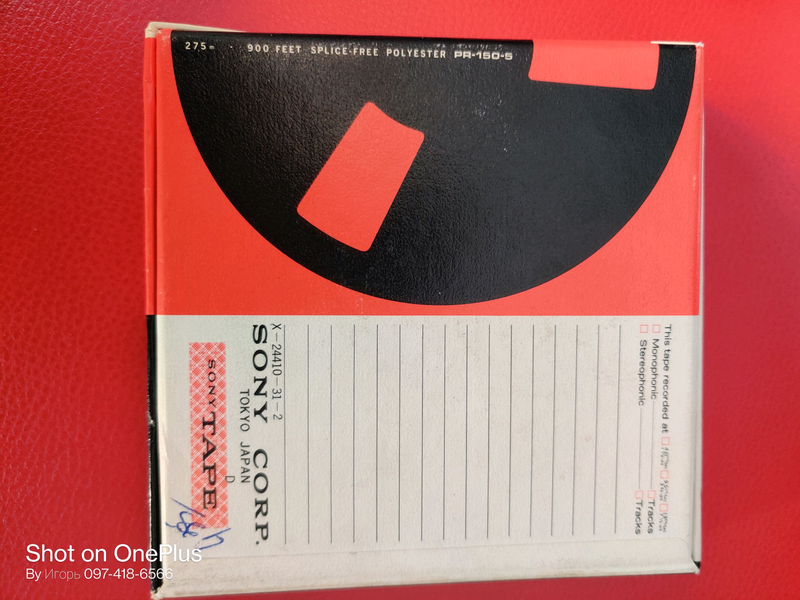 275m 900 FEET SPLICE-FREE POLYESTER PR-150-5
This tape recorded at
Monophonic Tracks
Stereophonic Tracks
X-24410-31-2
SONY CORP.
TOKYO JAPAN
D
SONY TAPE
Shot on OnePlus
By Игорь 097-418-6566